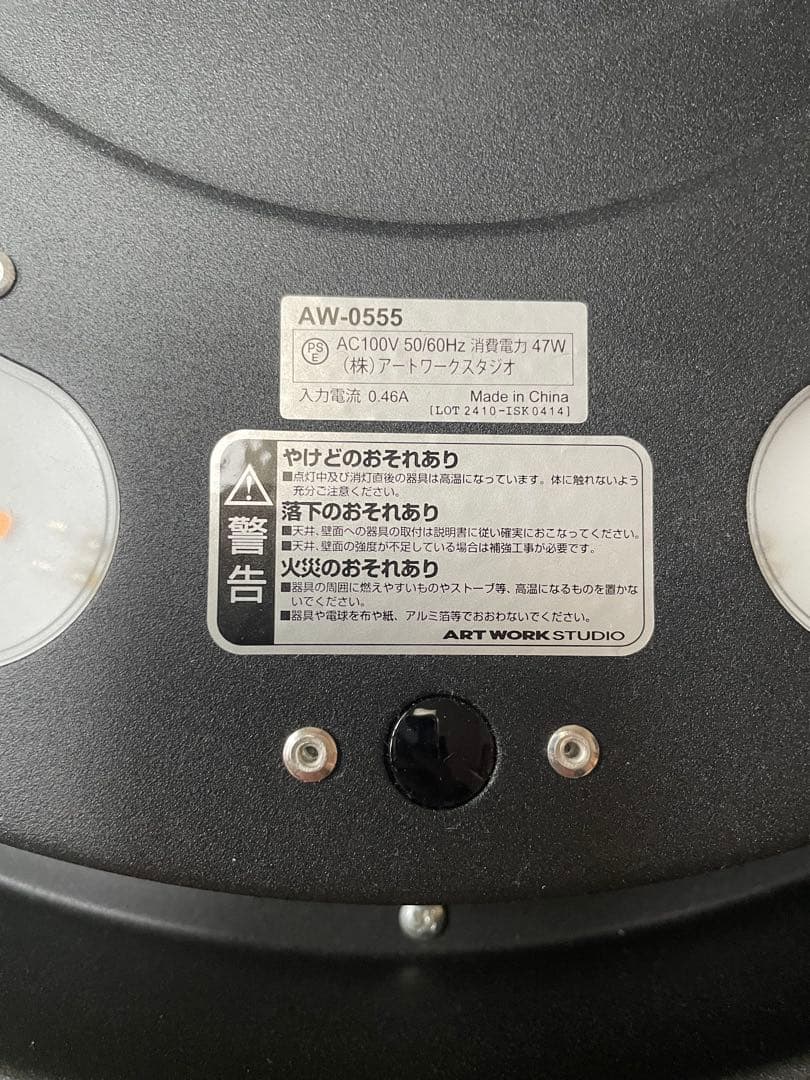 AW-0555
PS
E
AC100V 50/60Hz 消費電力 47W
(株)アートワークスタジオ
入力電流 0.46A Made in China
[LOT 2410-ISK0414]
警告
やけどのおそれあり
■点灯中及び消灯直後の器具は高温になっています。体に触れないよう
充分ご注意ください。
落下のおそれあり
■天井、壁面への器具の取付は説明書に従い確実におこなってください。
■天井、壁面の強度が不足している場合は補強工事が必要です。
火災のおそれあり
■器具の周囲に燃えやすいものやストーブ等、高温になるものを置かな
いでください。
■器具や電球を布や紙、アルミ箔等でおおわないでください。
ART WORK STUDIO